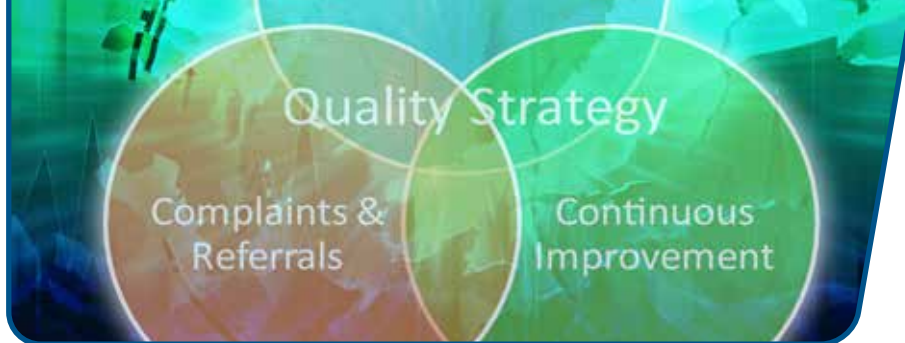 Quality Strategy
Complaints &
Referrals
Continuous
Improvement